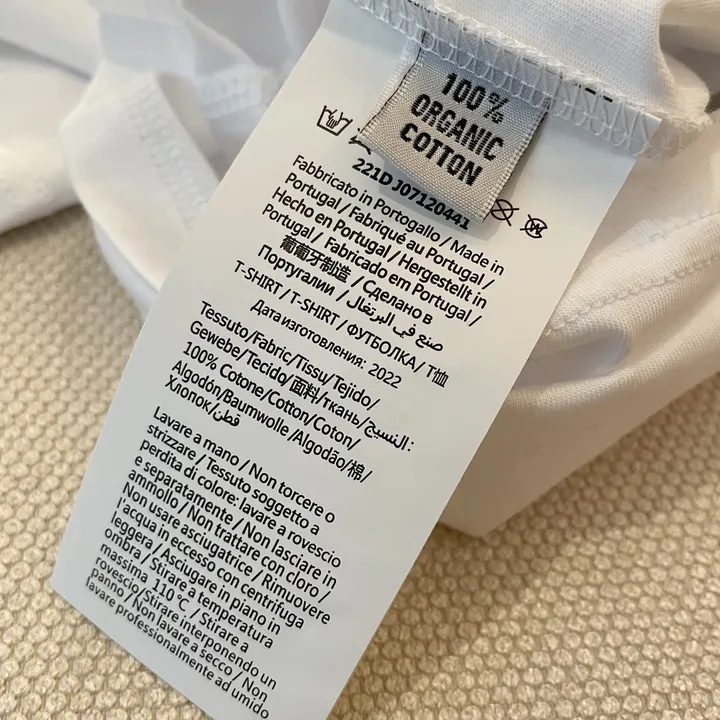 100%
ORGANIC
COTTON
221D J07120441
Fabbricato in Portogallo / Made in
Portugal / Fabriqué au Portugal /
Hecho en Portugal / Hergestellt in
Portugal / Fabricado em Portugal /
葡萄牙制造 / Сделано в
Португалии / صنع في البرتغال
T-SHIRT /T-SHIRT / ФУТБОЛКА / T恤
Дата изготовления: 2022
Tessuto/Fabric/Tissu/Tejido/
Gewebe/Tecido/面料/ткань/النسيج:
100% Cotone/Cotton/Coton/
Algodón/Baumwolle /Algodão/棉/
Хлопок/قطن
Lavare a mano / Non torcere o
strizzare / Tessuto soggetto a
perdita di colore: lavare a rovescio
e separatamente / Non lasciare in
ammollo / Non trattare con cloro /
Non usare asciugatrice / Rimuovere
l'acqua in eccesso con centrifuga
leggera / Asciugare in piano in
ombra / Stirare a temperatura
massima 110 °C / Stirare a
rovescio/Stirare interponendo un
panno / Non lavare a secco / Non
lavare professionalmente ad umido